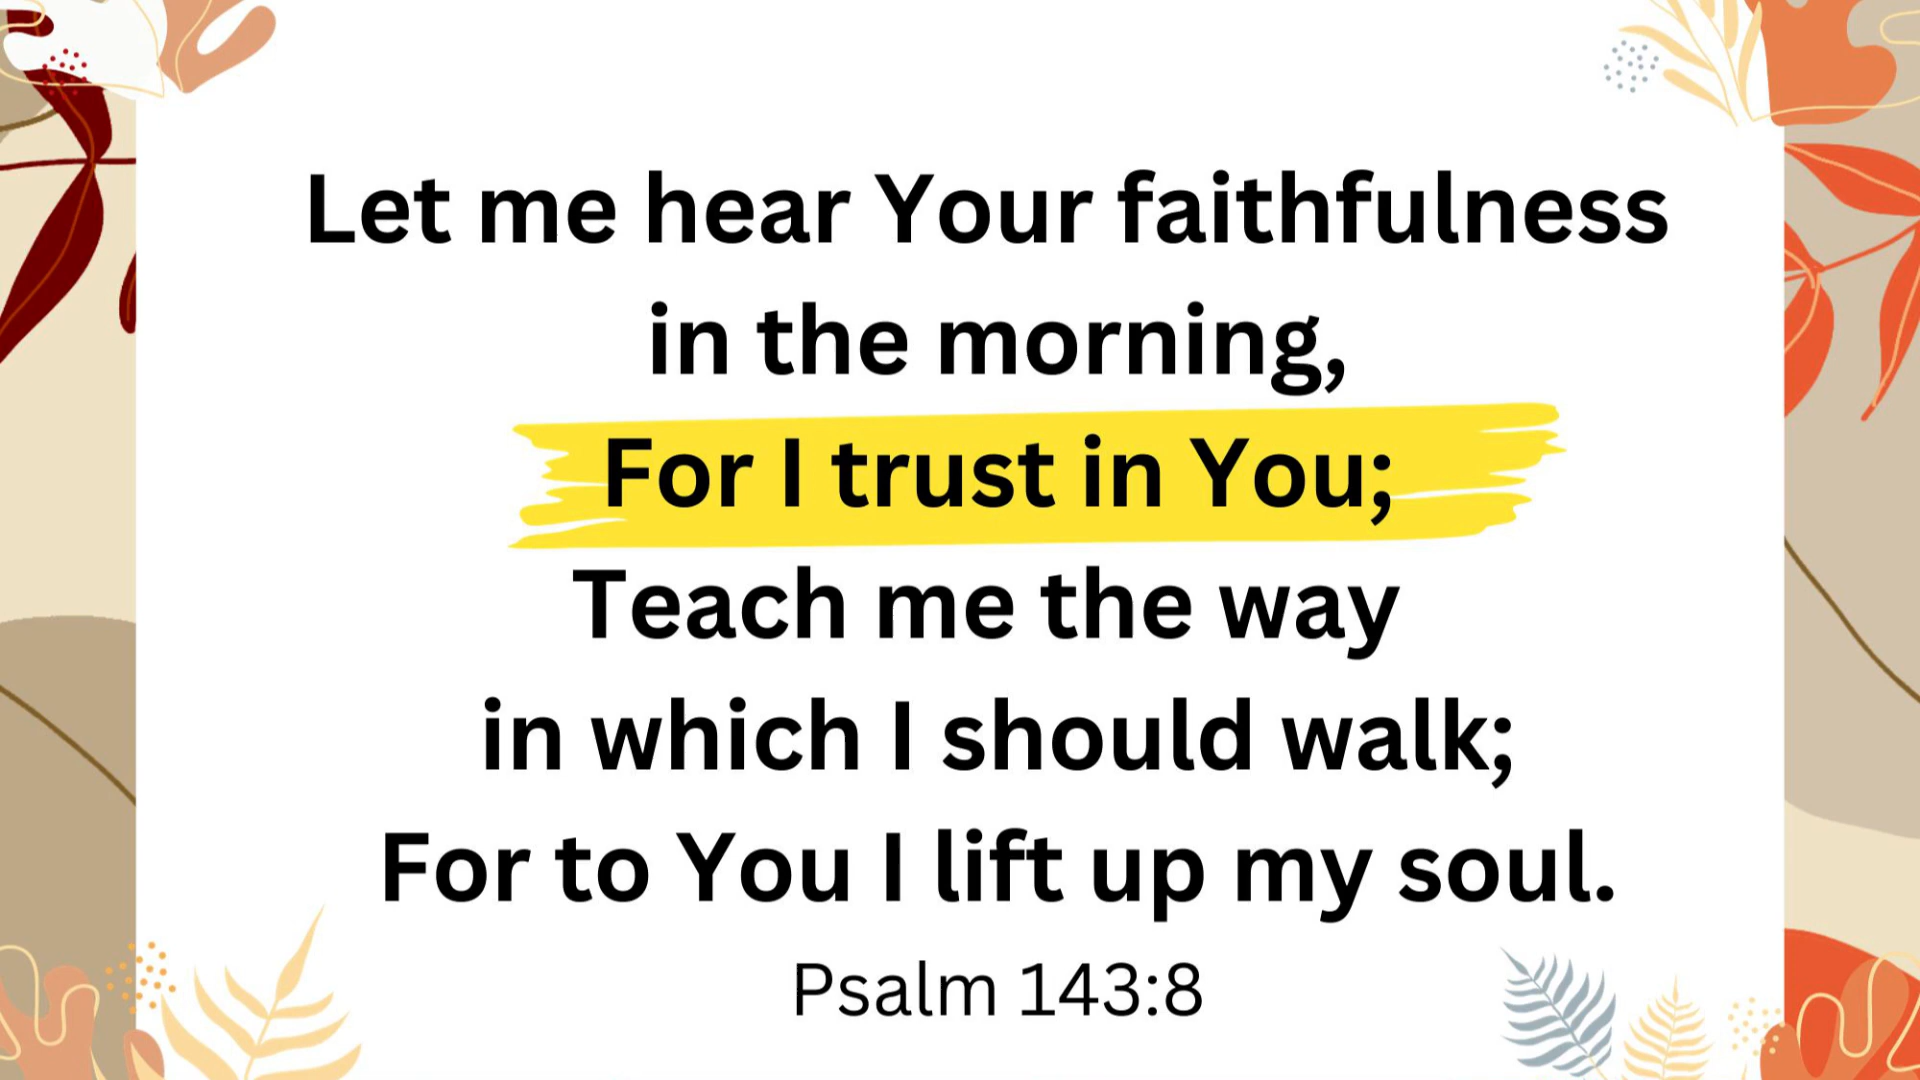 Let me hear Your faithfulness
in the morning,
For I trust in You;
Teach me the way
in which I should walk;
For to You I lift up my soul.
Psalm 143:8